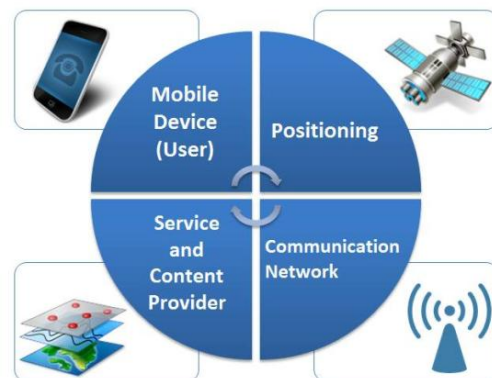 Mobile
Device
(User)
Positioning
Service
and
Content
Provider
Communication
Network